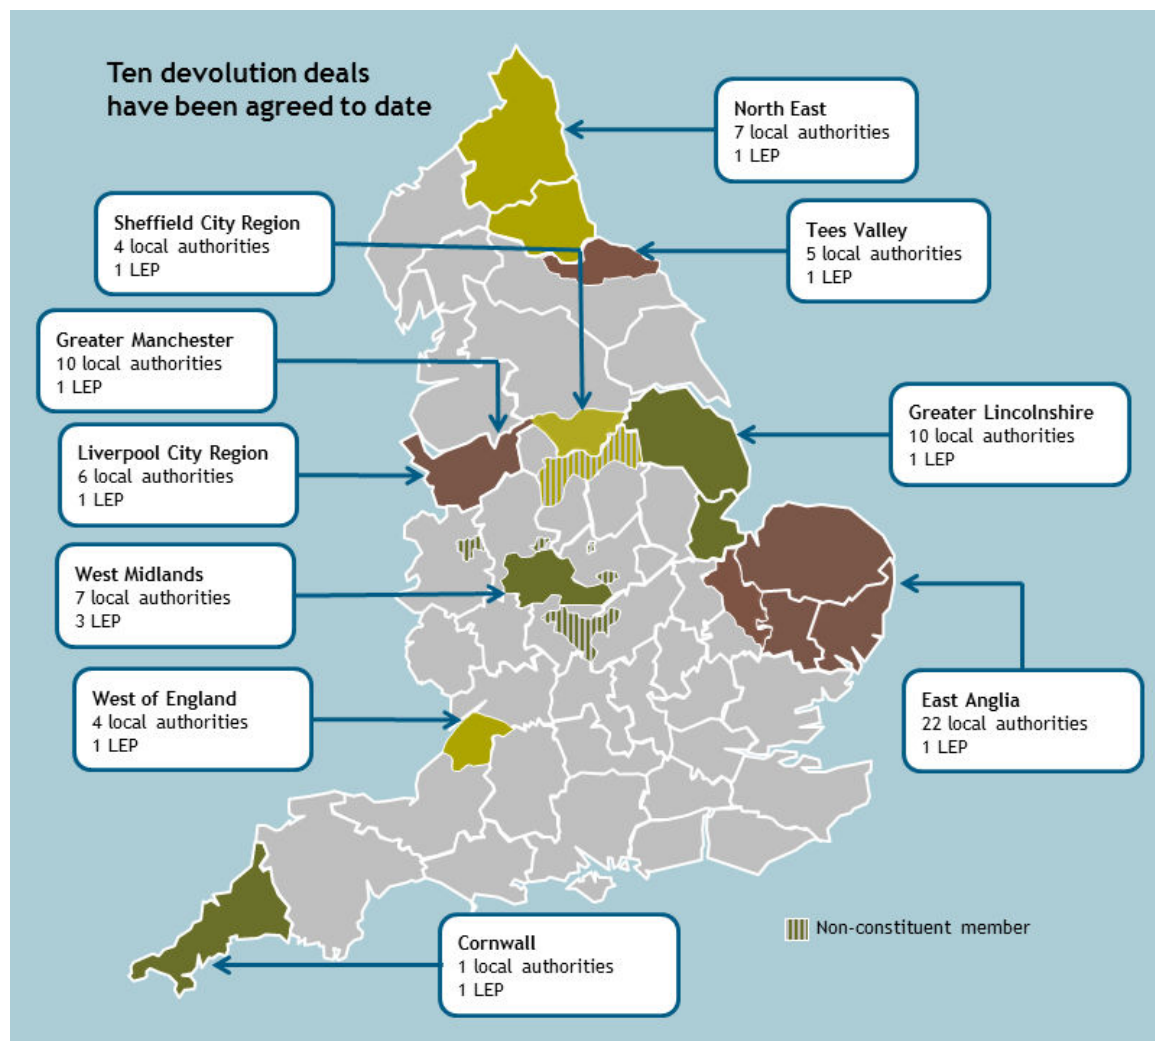 Ten devolution deals
have been agreed to date
North East
7 local authorities
1 LEP
Sheffield City Region
4 local authorities
1 LEP
Tees Valley
5 local authorities
1 LEP
Greater Manchester
10 local authorities
1 LEP
Greater Lincolnshire
10 local authorities
1 LEP
Liverpool City Region
6 local authorities
1 LEP
West Midlands
7 local authorities
3 LEP
West of England
4 local authorities
1 LEP
East Anglia
22 local authorities
1 LEP
Non-constituent member
Cornwall
1 local authorities
1 LEP